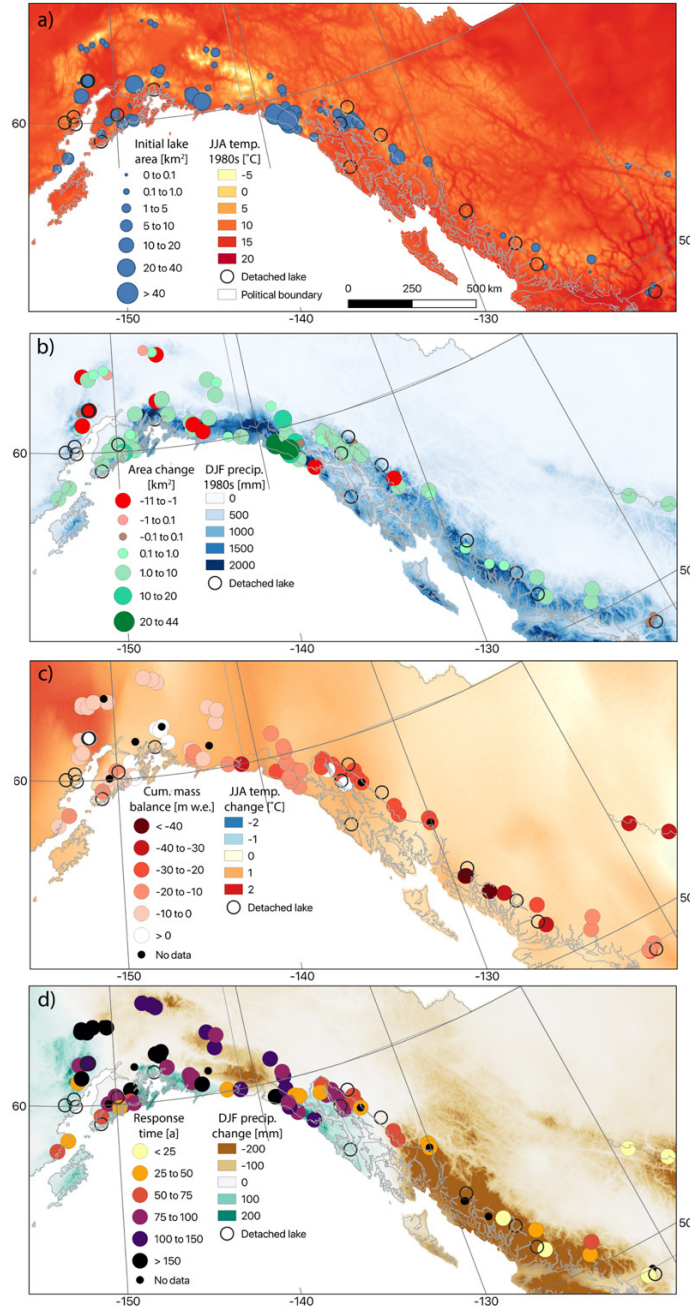 a)
60
Initial lake
area [km²]
0 to 0.1
0.1 to 1.0
1 to 5
5 to 10
10 to 20
20 to 40
> 40
JJA temp.
1980s [˚C]
-5
0
5
10
15
20
Detached lake
Political boundary
0 250 500 km
50
-150 -140 -130
b)
60
Area change
[km²]
-11 to -1
-1 to 0.1
-0.1 to 0.1
0.1 to 1.0
1.0 to 10
10 to 20
20 to 44
DJF precip.
1980s [mm]
0
500
1000
1500
2000
Detached lake
50
-150 -140 -130
c)
60
Cum. mass
balance [m w.e.]
< -40
-40 to -30
-30 to -20
-20 to -10
-10 to 0
> 0
No data
JJA temp.
change [˚C]
-2
-1
0
1
2
Detached lake
50
-150 -140 -130
d)
60
Response
time [a]
< 25
25 to 50
50 to 75
75 to 100
100 to 150
> 150
No data
DJF precip.
change [mm]
-200
-100
0
100
200
Detached lake
50
-150 -140 -130